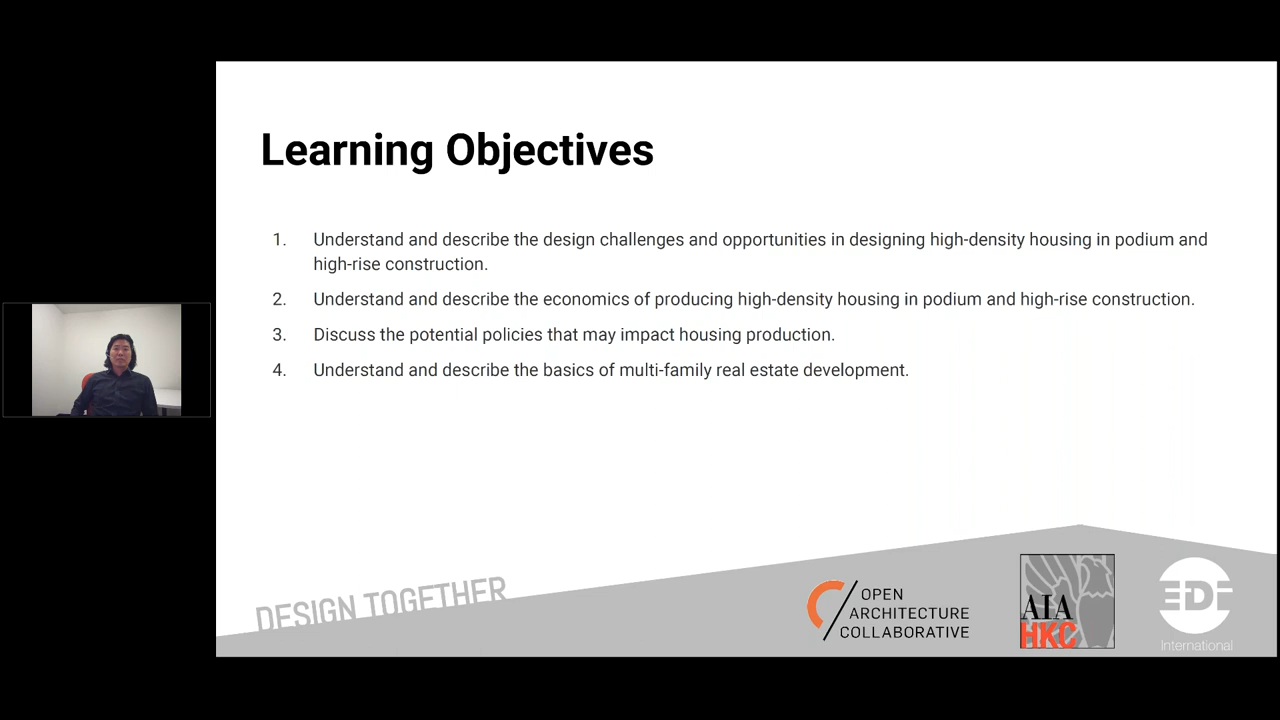 Learning Objectives
1. Understand and describe the design challenges and opportunities in designing high-density housing in podium and
high-rise construction.
2. Understand and describe the economics of producing high-density housing in podium and high-rise construction.
3. Discuss the potential policies that may impact housing production.
4. Understand and describe the basics of multi-family real estate development.
DESIGN TOGETHER
OPEN
ARCHITECTURE
COLLABORATIVE
AIA
HKC
EDI
International